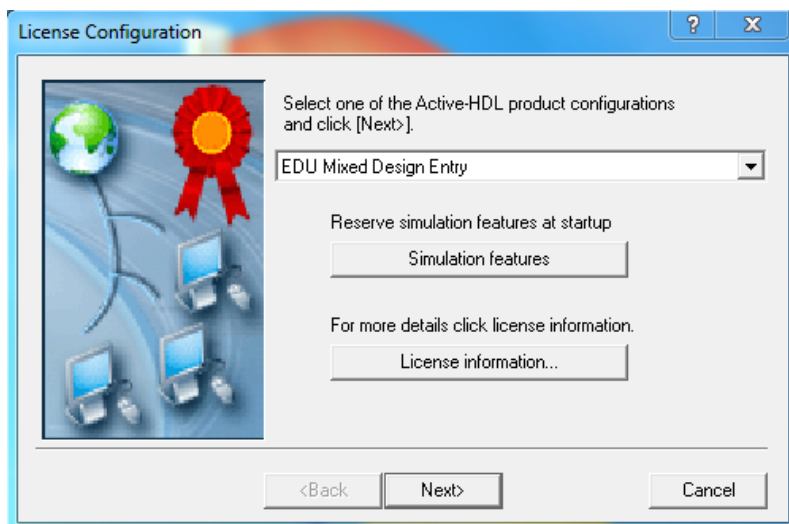 License Configuration
Select one of the Active-HDL product configurations
and click [Next>].
EDU Mixed Design Entry
Reserve simulation features at startup
Simulation features
For more details click license information.
License information...
<Back
Next>
Cancel